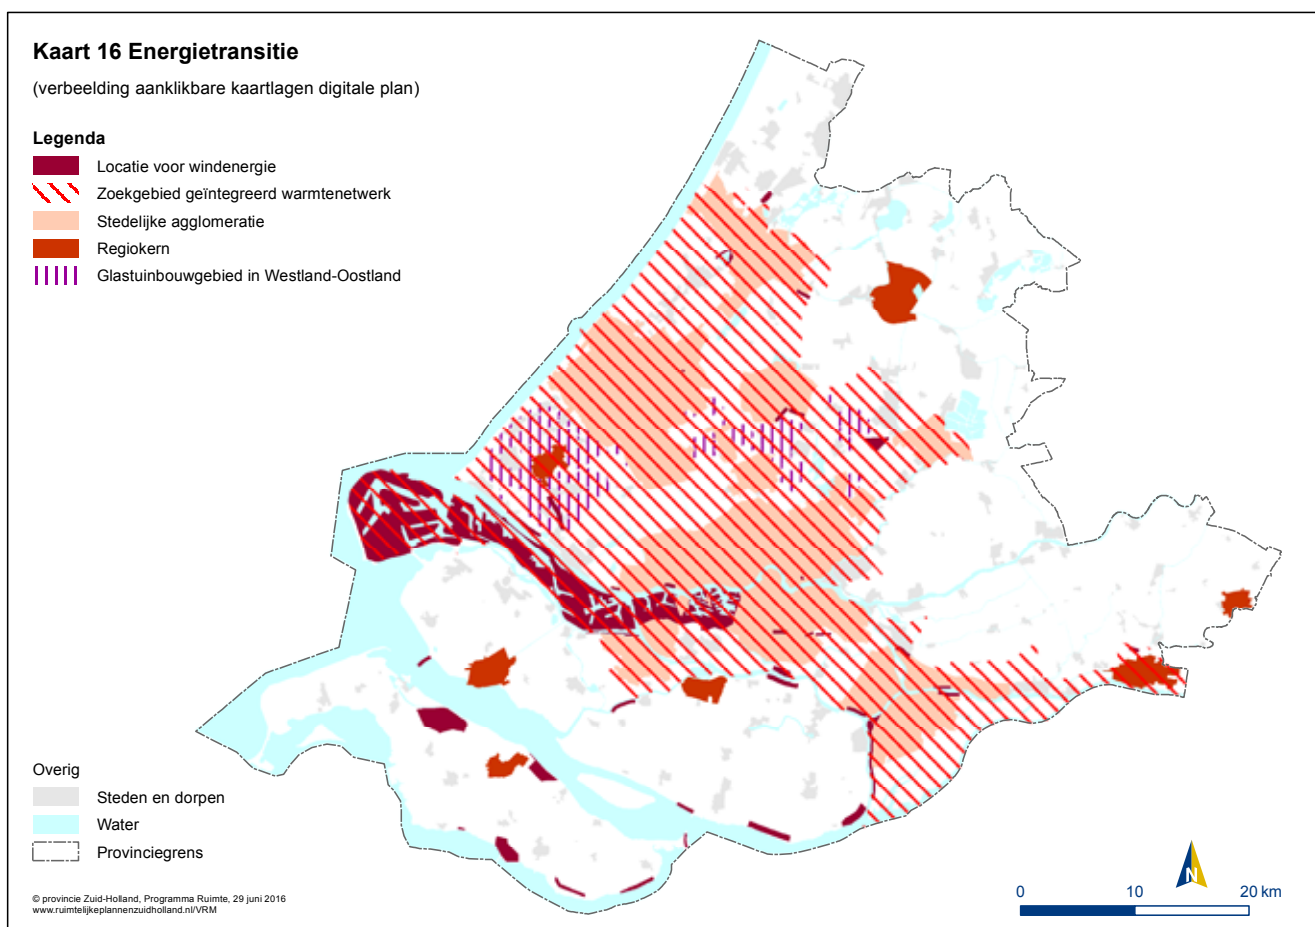 Kaart 16 Energietransitie
(verbeelding aanklikbare kaartlagen digitale plan)
Legenda
Locatie voor windenergie
Zoekgebied geïntegreerd warmtenetwerk
Stedelijke agglomeratie
Regiokern
Glastuinbouwgebied in Westland-Oostland
Overig
Steden en dorpen
Water
Provinciegrens
© provincie Zuid-Holland, Programma Ruimte, 29 juni 2016
www.ruimtelijkeplannenzuidholland.nl/VRM
N
0 10 20 km